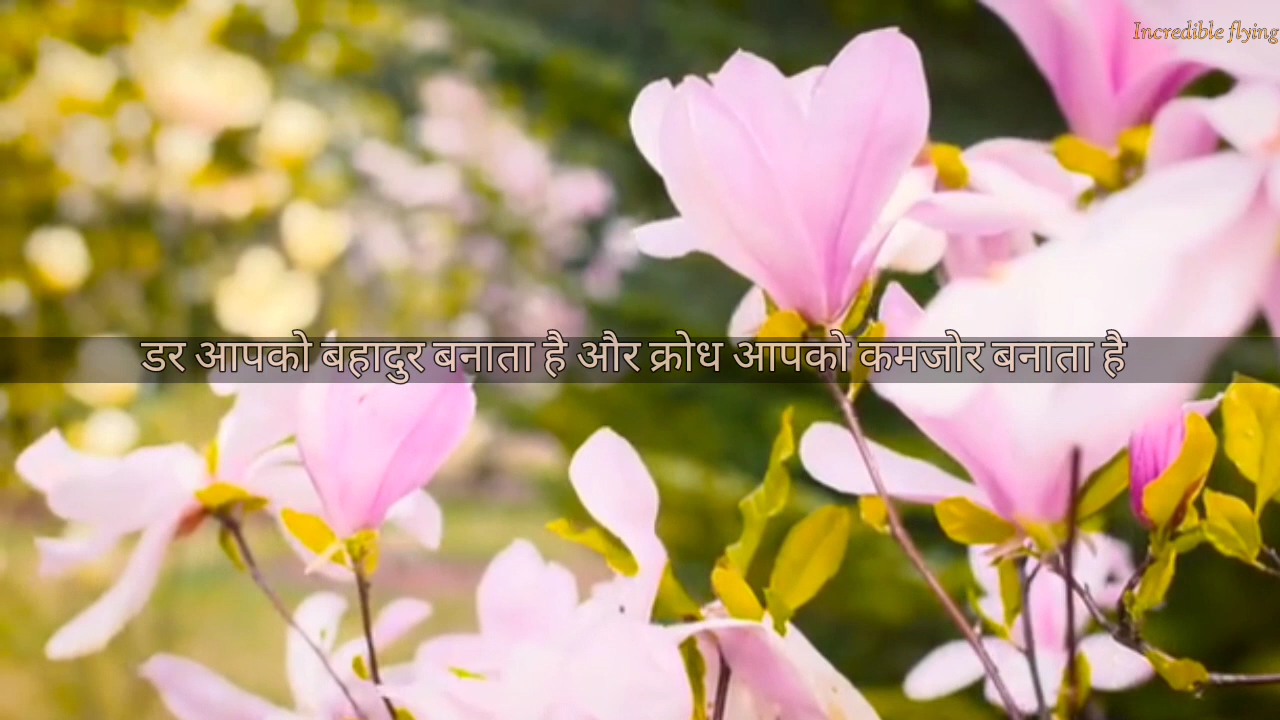 Incredible flying
डर आपको बहादुर बनाता है और क्रोध आपको कमजोर बनाता है